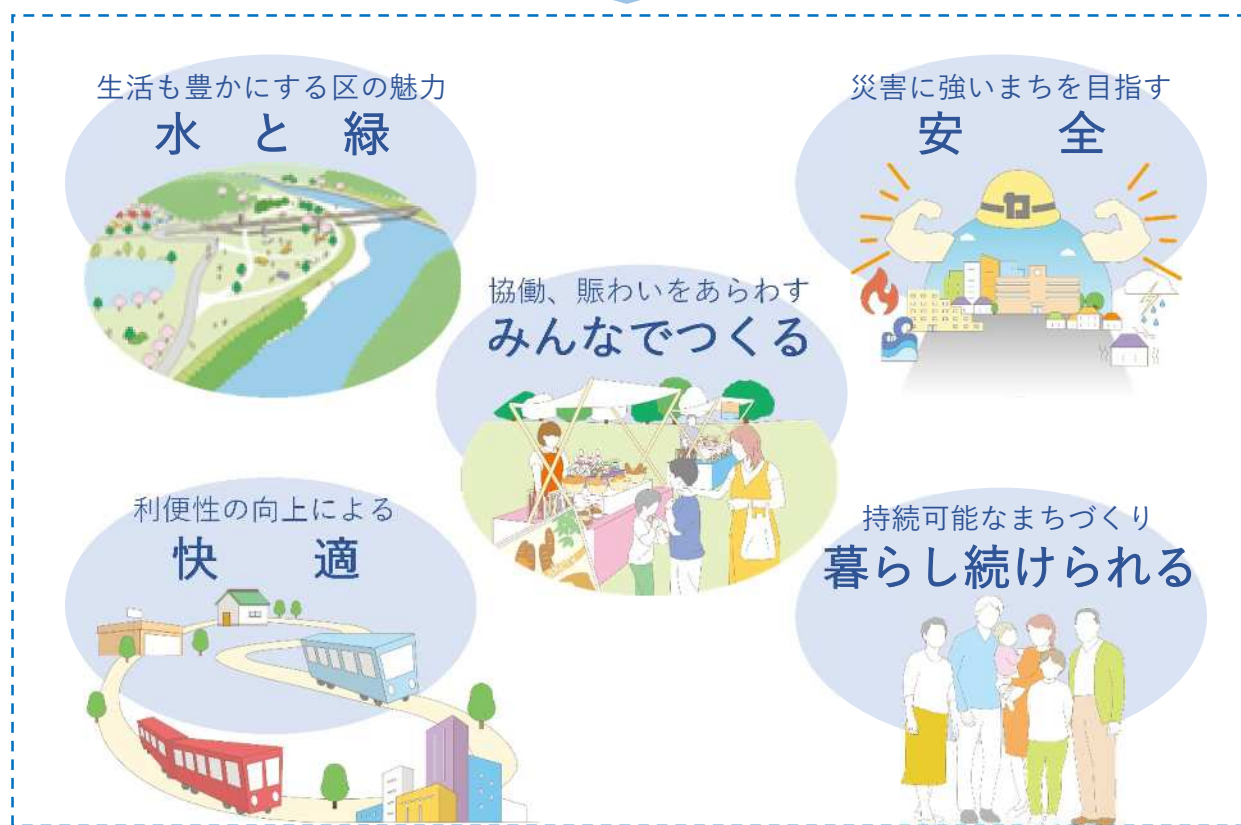 生活も豊かにする区の魅力
水と緑
災害に強いまちを目指す
安全
協働、賑わいをあらわす
みんなでつくる
利便性の向上による
快適
持続可能なまちづくり
暮らし続けられる